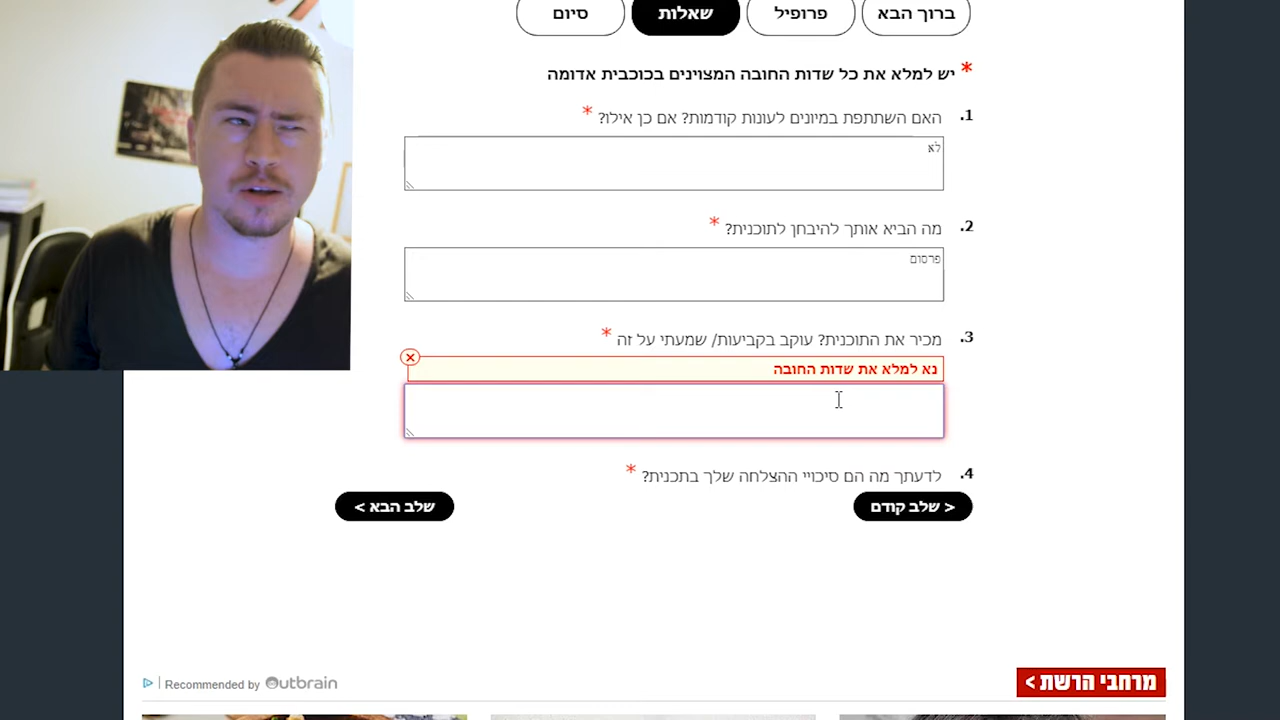 ברוך הבא
פרופיל
שאלות
סיום
* יש למלא את כל שדות החובה המצוינים בכוכבית אדומה
1. האם השתתפת במיונים לעונות קודמות? אם כן אילו? *
לא
2. מה הביא אותך להיבחן לתוכנית? *
פרסום
3. מכיר את התוכנית? עוקב בקביעות/ שמעתי על זה *
נא למלא את שדות החובה
4. לדעתך מה הם סיכויי ההצלחה שלך בתכנית? *
< שלב קודם
שלב הבא >
מרחבי הרשת >
Recommended by Outbrain